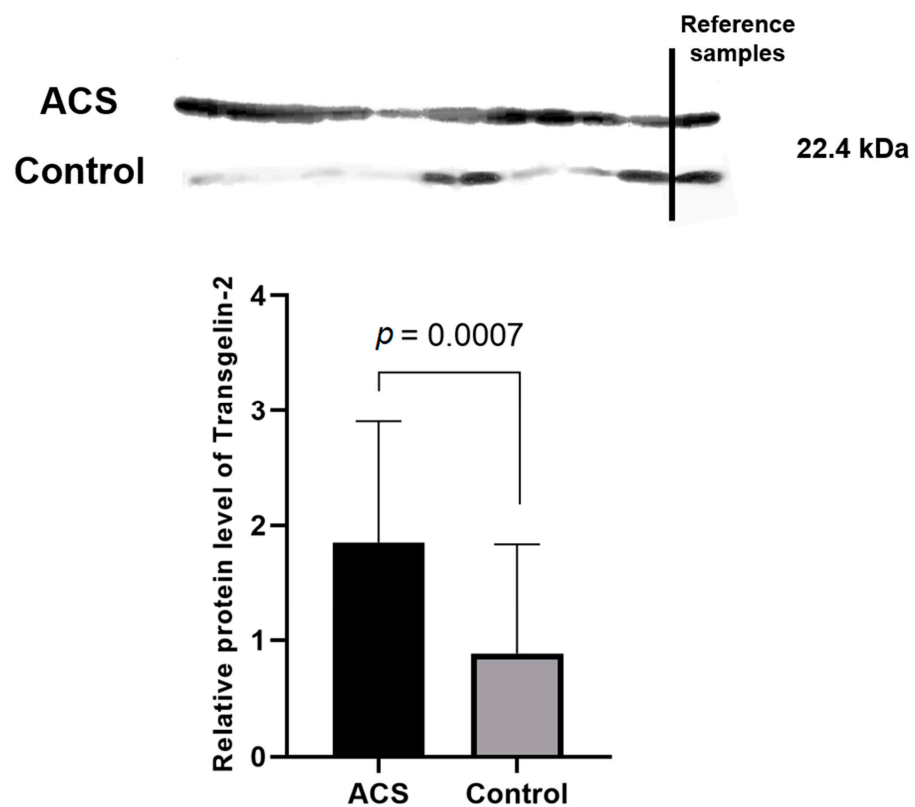 Reference
samples
ACS
22.4 kDa
Control
Relative protein level of Transgelin-2
4
3
2
1
0
p = 0.0007
ACS
Control